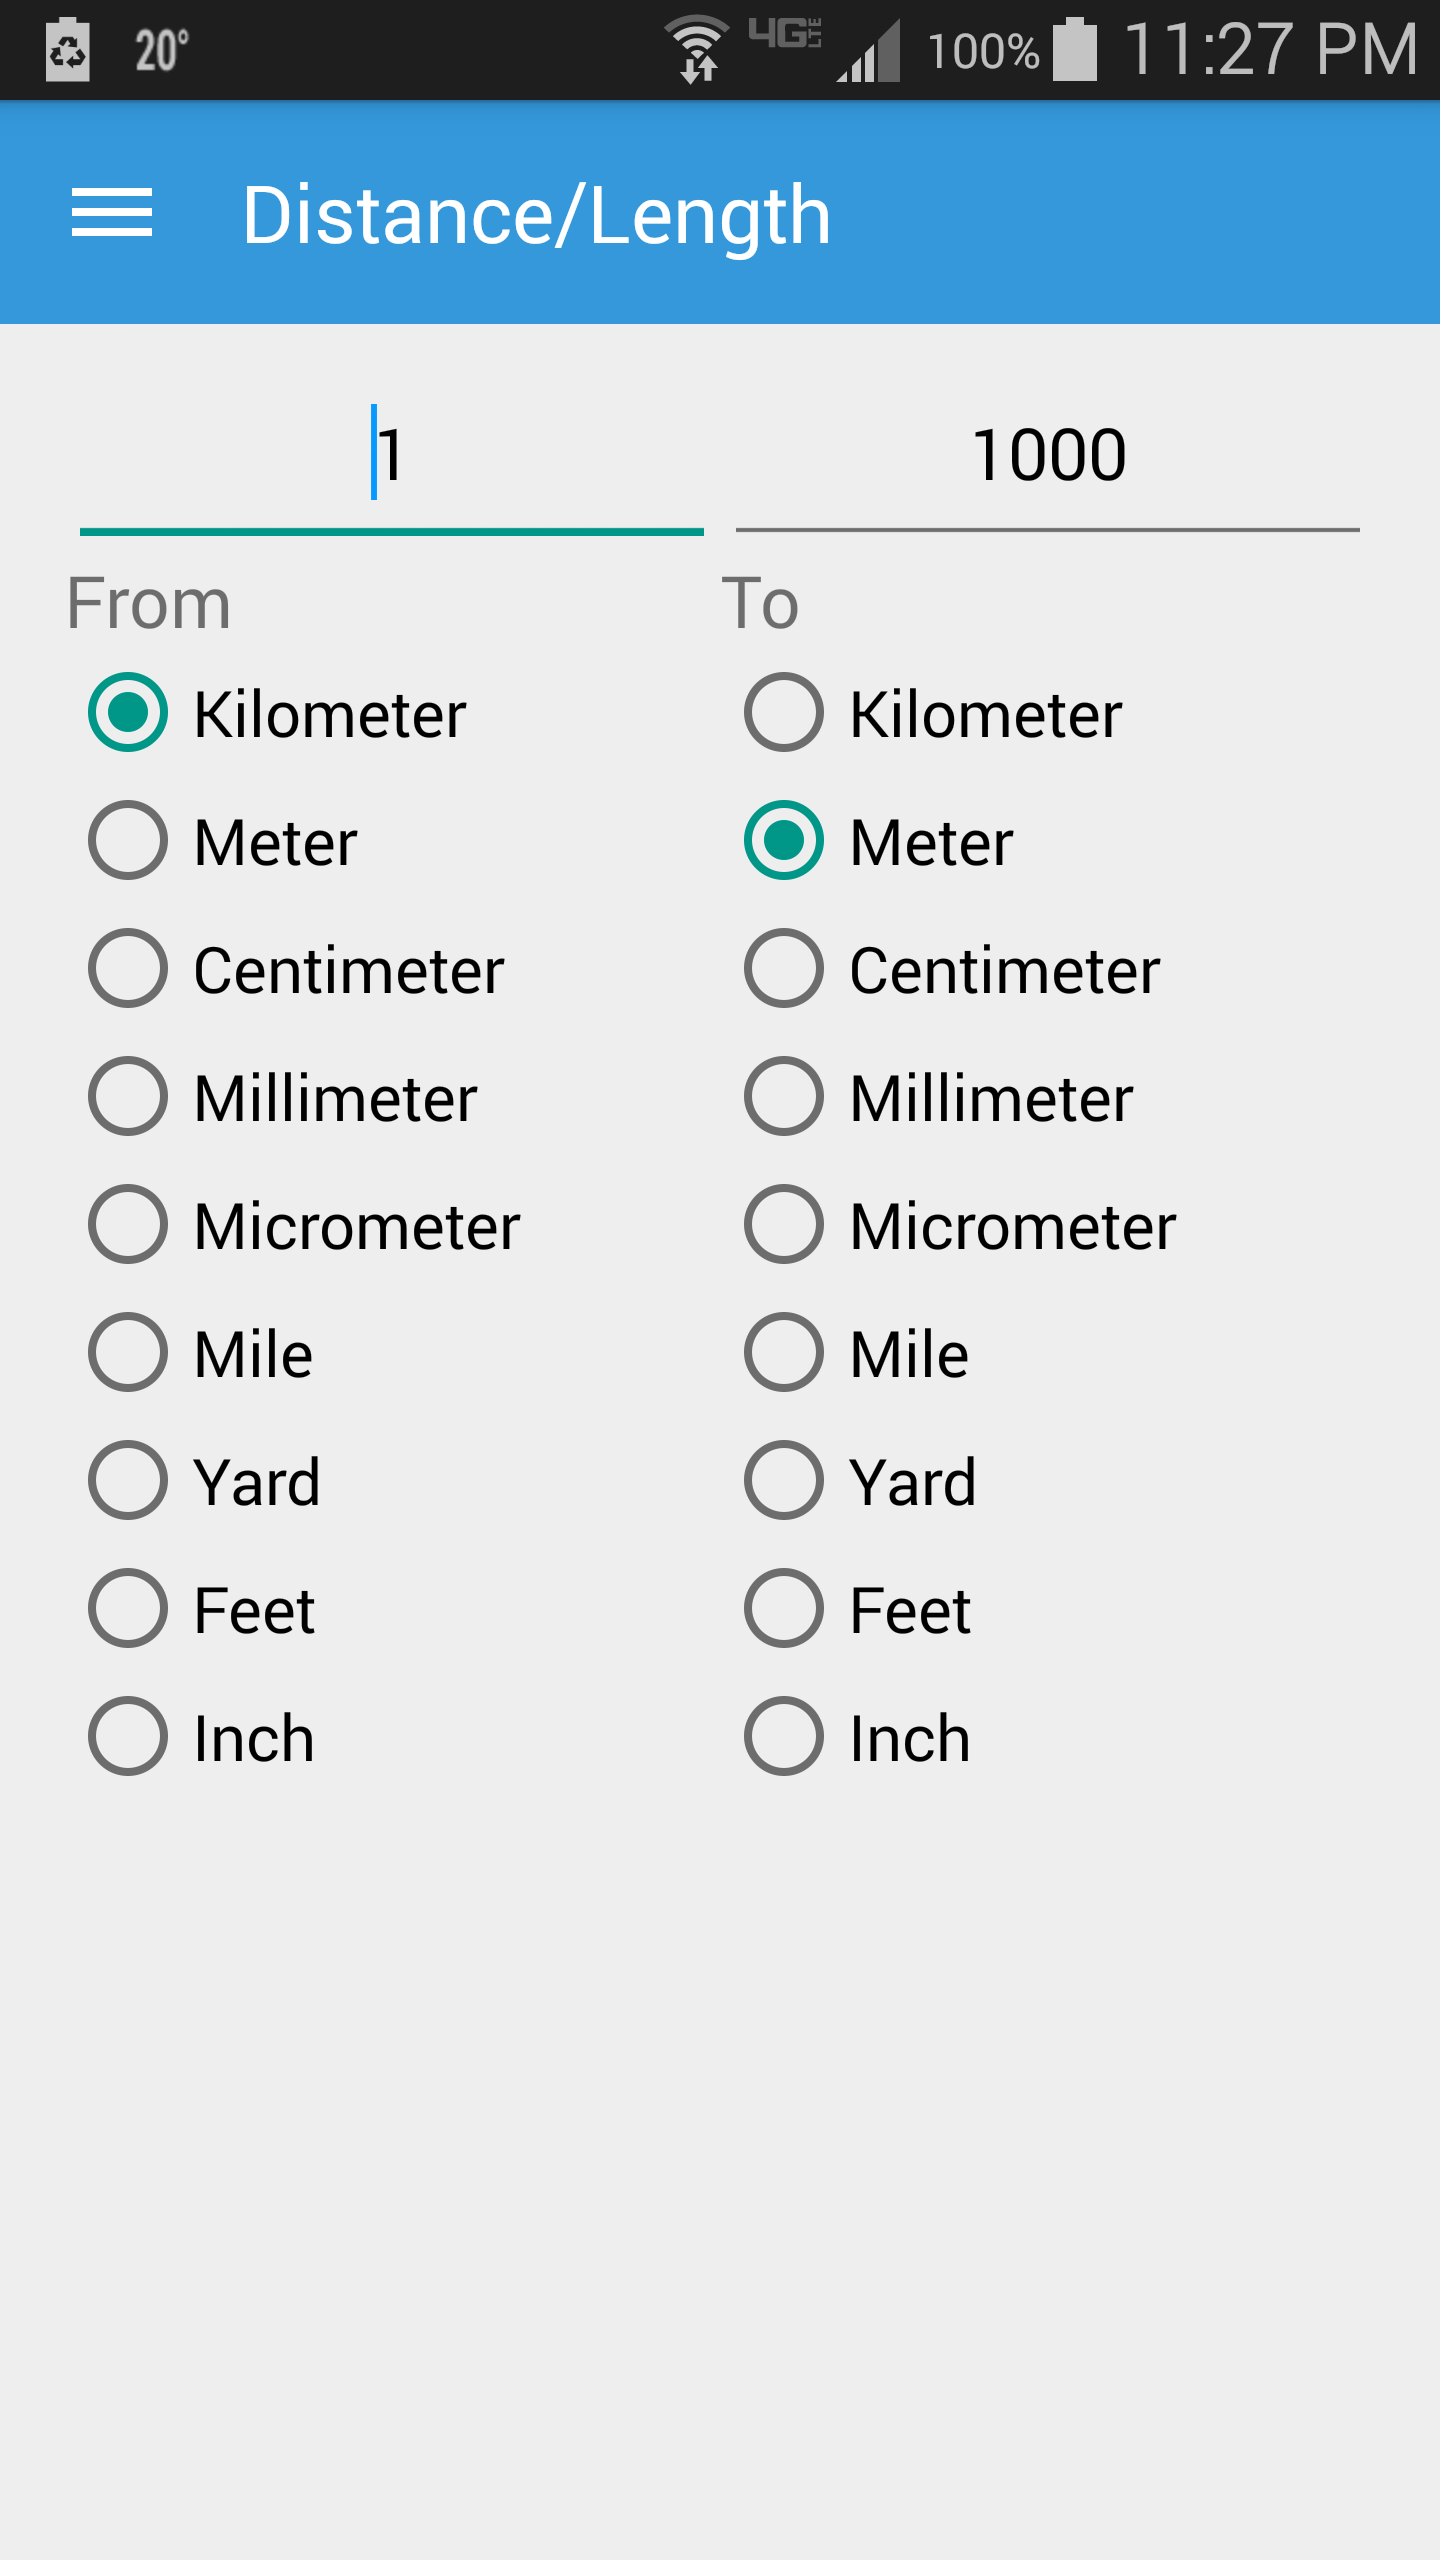 20° 4G LTE 100% 11:27 PM
Distance/Length
1 1000
From To
Kilometer Kilometer
Meter Meter
Centimeter Centimeter
Millimeter Millimeter
Micrometer Micrometer
Mile Mile
Yard Yard
Feet Feet
Inch Inch